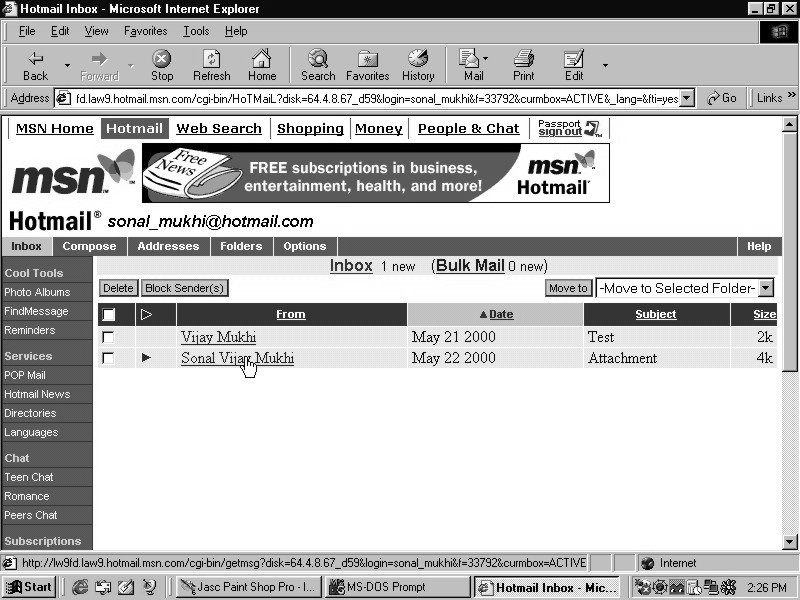 Hotmail Inbox - Microsoft Internet Explorer
File Edit View Favorites Tools Help
Back Forward Stop Refresh Home Search Favorites History Mail Print Edit
Address fd.law9.hotmail.msn.com/cgi-bin/HoTMaiL?disk=64.4.8.67_d59&login=sonal_mukhi&f=33792&curmbox=ACTIVE&_lang=&fti=yes Go Links »
MSN Home Hotmail Web Search Shopping Money People & Chat Passport sign out
msn Free News FREE subscriptions in business, entertainment, health, and more! msn Hotmail
Hotmail® sonal_mukhi@hotmail.com
Inbox Compose Addresses Folders Options Help
Inbox 1 new (Bulk Mail 0 new)
Delete Block Sender(s) Move to -Move to Selected Folder-
From Date Subject Size
Vijay Mukhi May 21 2000 Test 2k
Sonal Vijay Mukhi May 22 2000 Attachment 4k
Cool Tools
Photo Albums
FindMessage
Reminders
Services
POP Mail
Hotmail News
Directories
Languages
Chat
Teen Chat
Romance
Peers Chat
Subscriptions
http://lw9fd.law9.hotmail.msn.com/cgi-bin/getmsg?disk=64.4.8.67_d59&login=sonal_mukhi&f=33792&curmbox=ACTIVE Internet
Start Jasc Paint Shop Pro - I... MS-DOS Prompt Hotmail Inbox - Mic... 2:26 PM